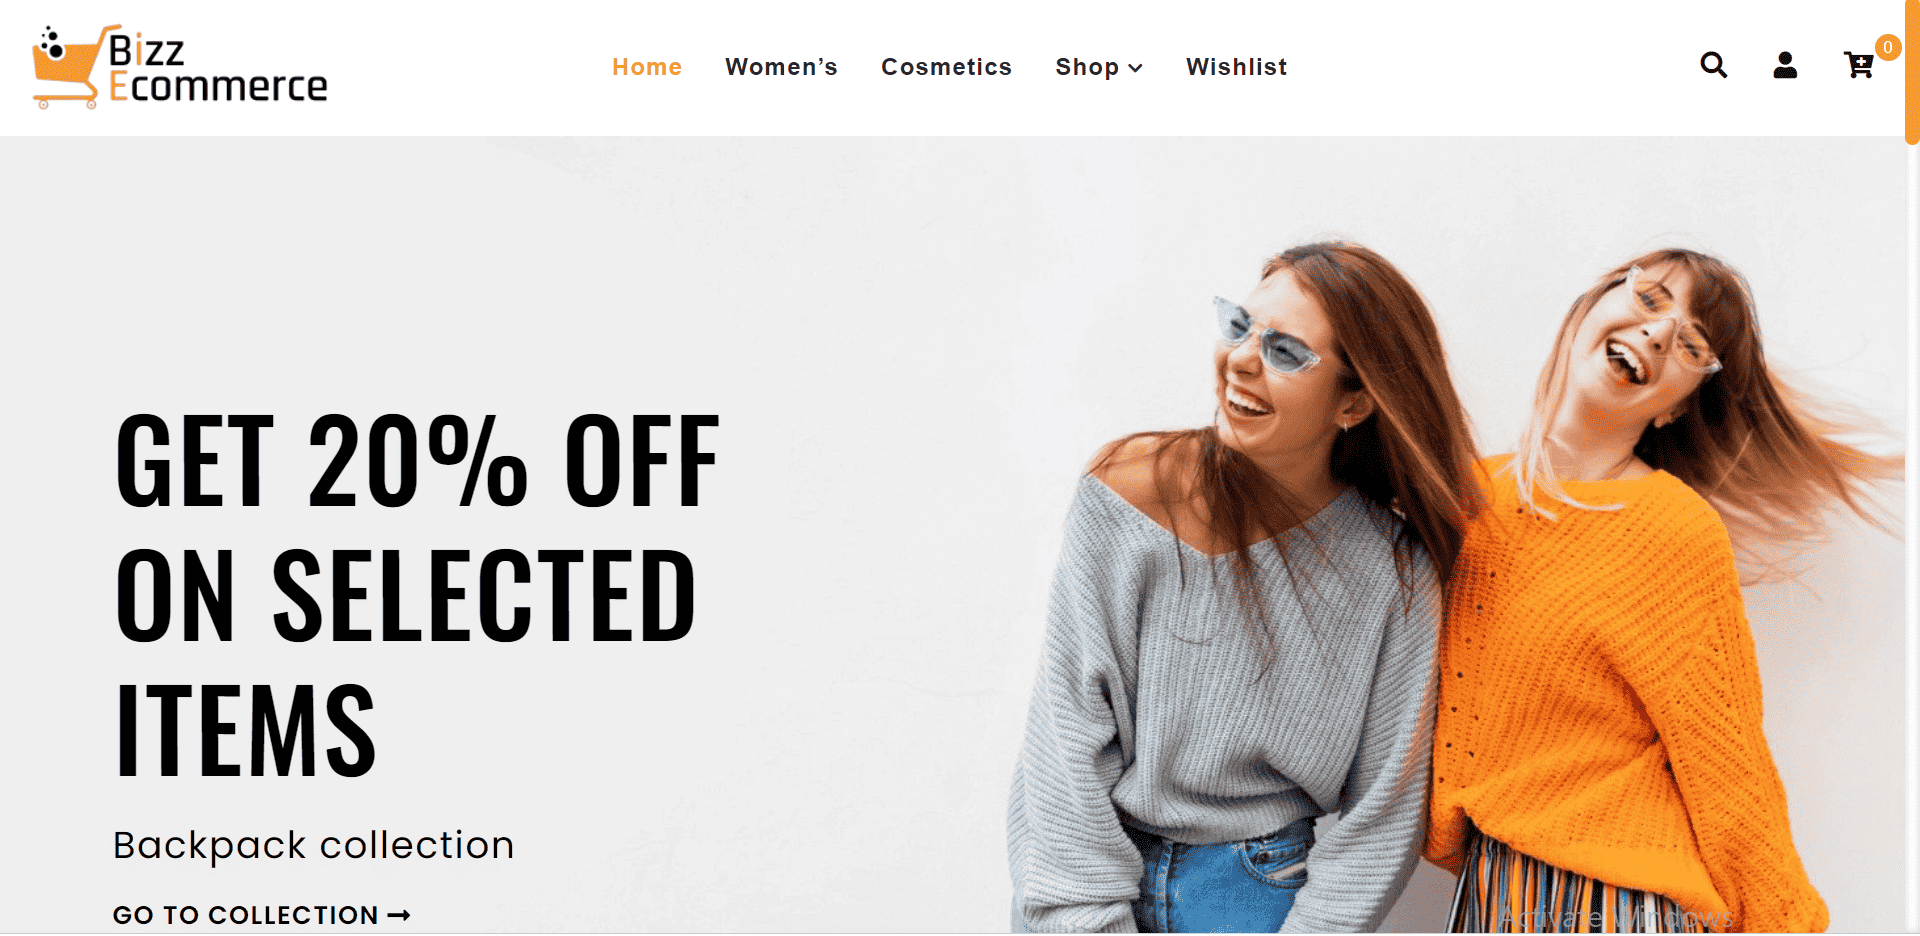 Bizz
Ecommerce
Home Women’s Cosmetics Shop Wishlist
0
GET 20% OFF
ON SELECTED
ITEMS
Backpack collection
GO TO COLLECTION
Activate Windows